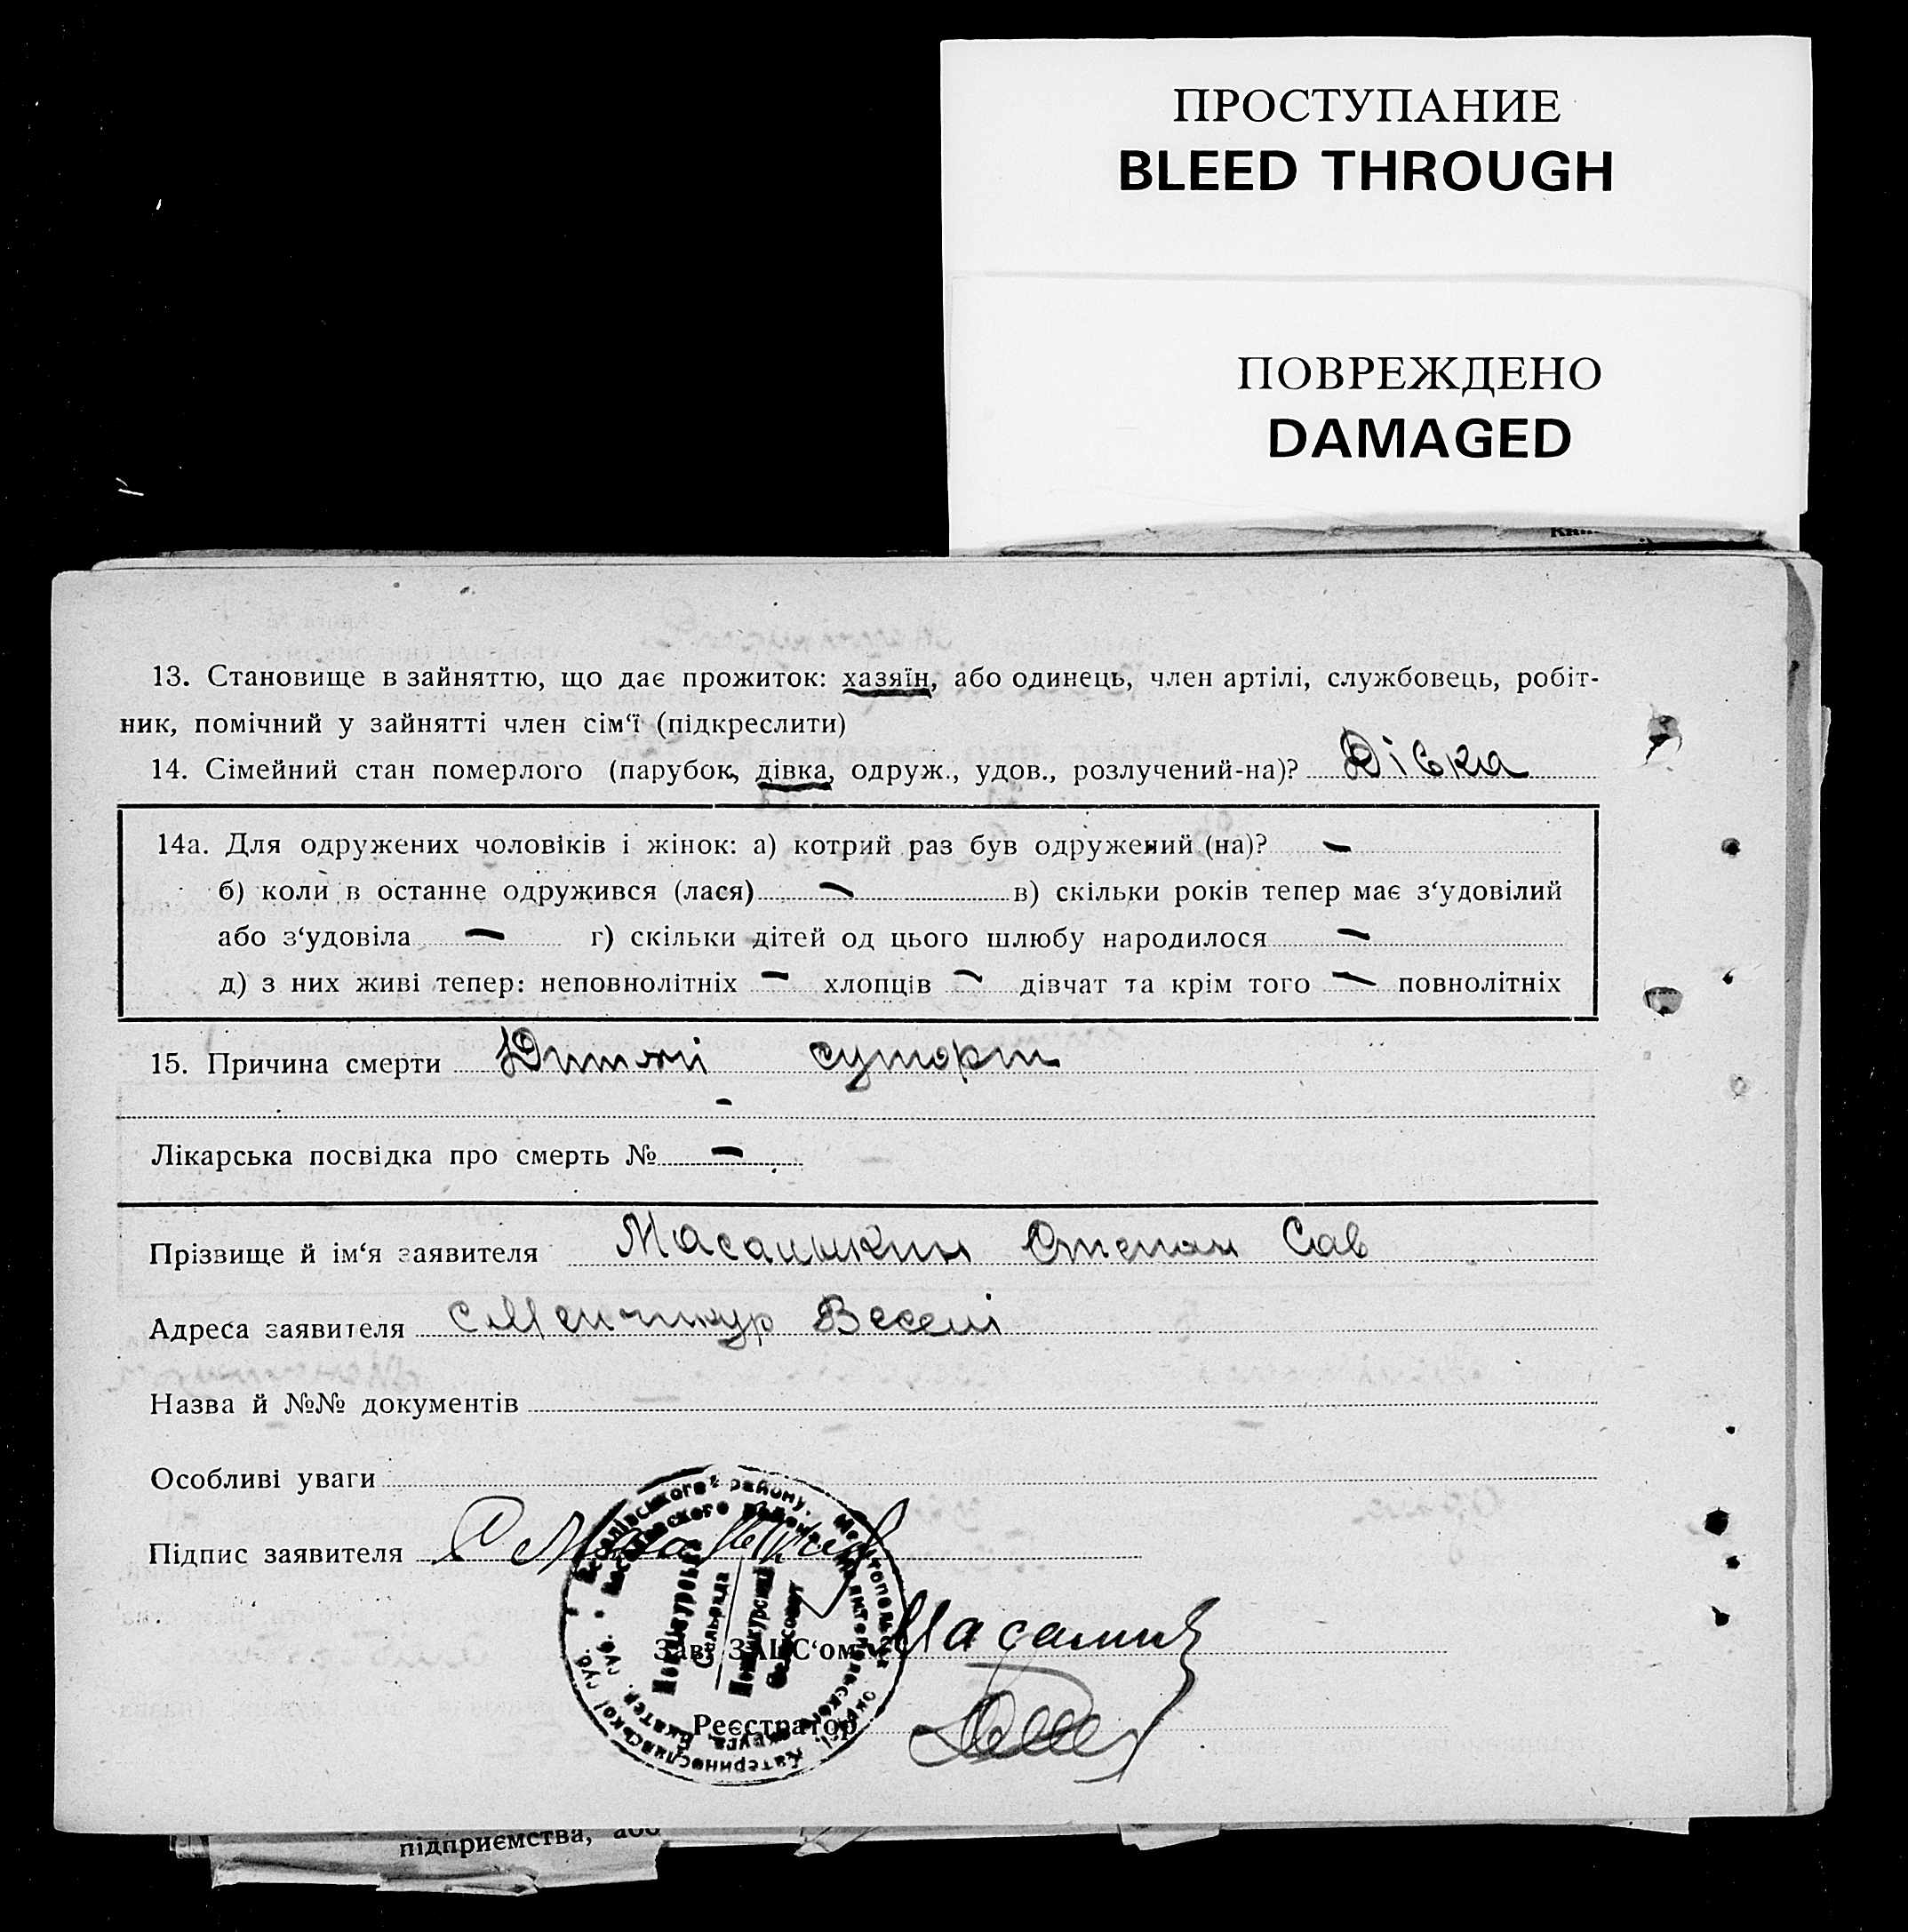 ПРОСТУПАНИЕ
BLEED THROUGH
ПОВРЕЖДЕНО
DAMAGED
13. Становище в зайняттю, що дає прожиток: хазяїн, або одинець, член артілі, службовець, робіт-
ник, помічний у зайнятті член сім‘ї (підкреслити)
14. Сімейний стан померлого (парубок, дівка, одруж., удов., розлучений-на)? Дівка
14а. Для одружених чоловіків і жінок: а) котрий раз був одружений (на)? —
б) коли в останнє одружився (лася) — в) скільки років тепер має з‘удовілий
або з‘удовіла — г) скільки дітей од цього шлюбу народилося —
д) з них живі тепер: неповнолітніх — хлопців — дівчат та крім того — повнолітніх
15. Причина смерти
—
Лікарська посвідка про смерть № —
Прізвище й ім‘я заявителя Степан Сав
Адреса заявителя Веселі
Назва й №№ документів
Особливі уваги
Підпис заявителя
Зав. ЗАГС‘ом
Реєстратор
підприємства, або